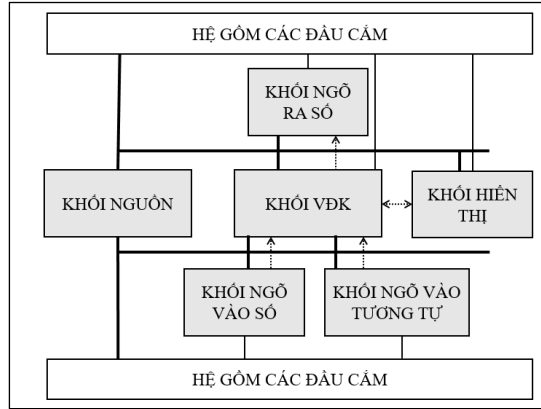 HỆ GỒM CÁC ĐẦU CẮM
KHỐI NGÕ
RA SỐ
KHỐI NGUỒN
KHỐI VĐK
KHỐI HIỂN
THỊ
KHỐI NGÕ
VÀO SỐ
KHỐI NGÕ VÀO
TƯƠNG TỰ
HỆ GỒM CÁC ĐẦU CẮM